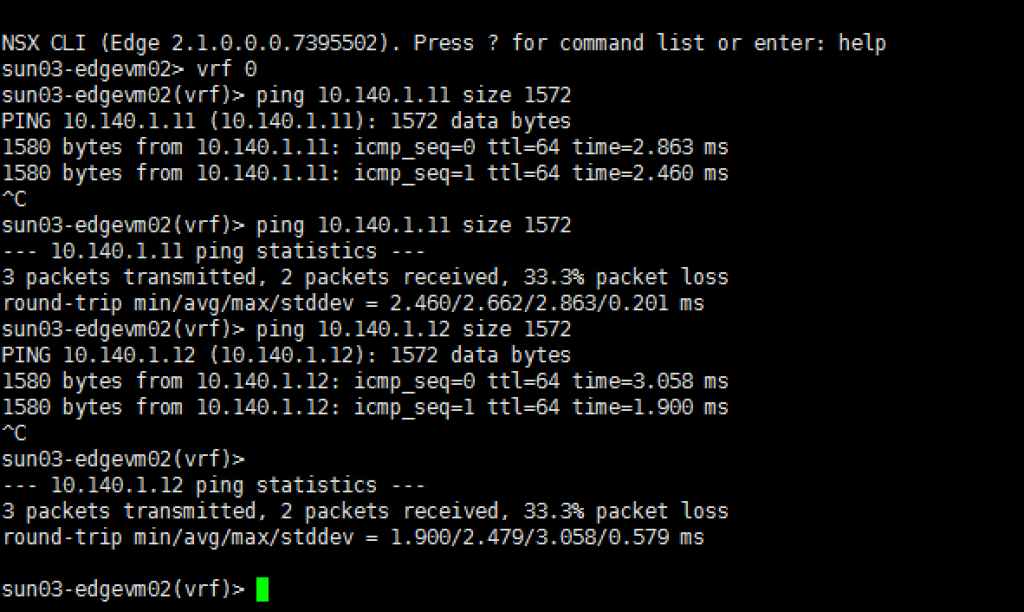 NSX CLI (Edge 2.1.0.0.0.7395502). Press ? for command list or enter: help
sun03-edgevm02> vrf 0
sun03-edgevm02(vrf)> ping 10.140.1.11 size 1572
PING 10.140.1.11 (10.140.1.11): 1572 data bytes
1580 bytes from 10.140.1.11: icmp_seq=0 ttl=64 time=2.863 ms
1580 bytes from 10.140.1.11: icmp_seq=1 ttl=64 time=2.460 ms
^C
sun03-edgevm02(vrf)> ping 10.140.1.11 size 1572
--- 10.140.1.11 ping statistics ---
3 packets transmitted, 2 packets received, 33.3% packet loss
round-trip min/avg/max/stddev = 2.460/2.662/2.863/0.201 ms
sun03-edgevm02(vrf)> ping 10.140.1.12 size 1572
PING 10.140.1.12 (10.140.1.12): 1572 data bytes
1580 bytes from 10.140.1.12: icmp_seq=0 ttl=64 time=3.058 ms
1580 bytes from 10.140.1.12: icmp_seq=1 ttl=64 time=1.900 ms
^C
sun03-edgevm02(vrf)>
--- 10.140.1.12 ping statistics ---
3 packets transmitted, 2 packets received, 33.3% packet loss
round-trip min/avg/max/stddev = 1.900/2.479/3.058/0.579 ms
sun03-edgevm02(vrf)>